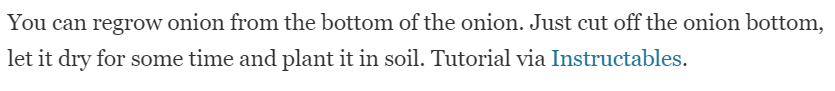 You can regrow onion from the bottom of the onion. Just cut off the onion bottom,
let it dry for some time and plant it in soil. Tutorial via Instructables.